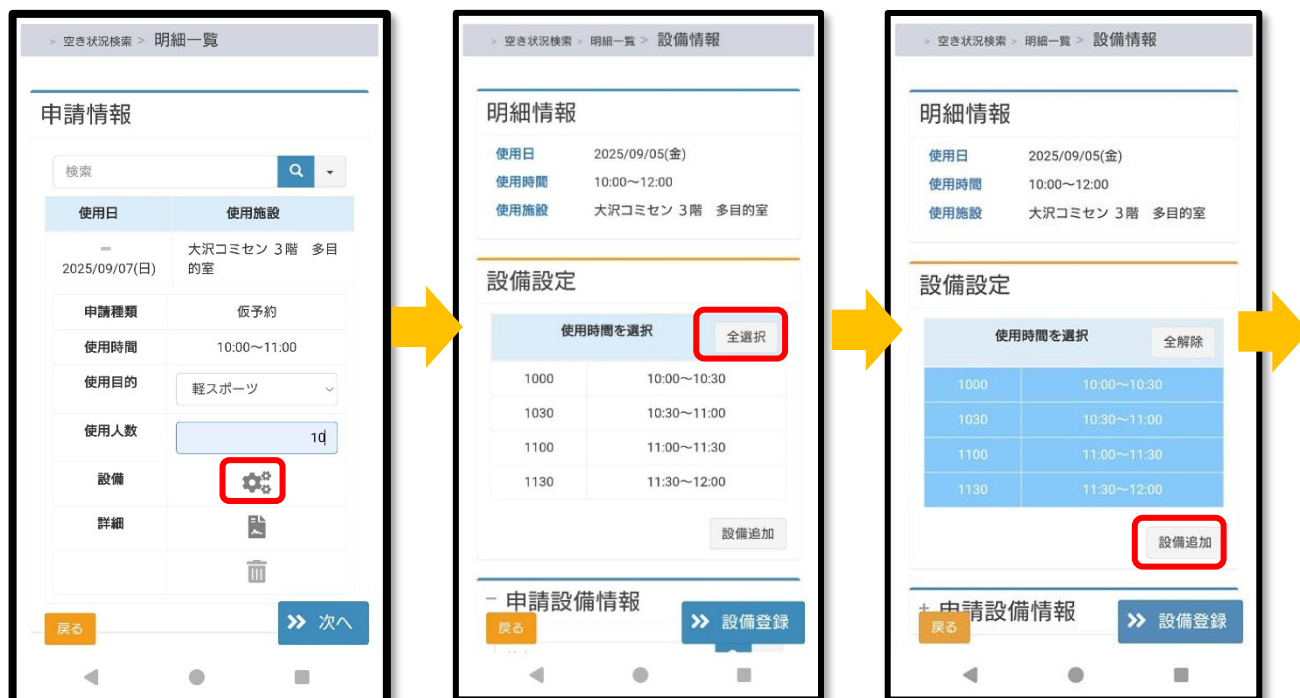 > 空き状況検索 > 明細一覧
申請情報
検索
使用日 使用施設
2025/09/07(日) 大沢コミセン 3階 多目的室
申請種類 仮予約
使用時間 10:00～11:00
使用目的 軽スポーツ
使用人数 10
設備
詳細
戻る
次へ
> 空き状況検索 > 明細一覧 > 設備情報
明細情報
使用日 2025/09/05(金)
使用時間 10:00～12:00
使用施設 大沢コミセン 3階 多目的室
設備設定
使用時間を選択 全選択
1000 10:00～10:30
1030 10:30～11:00
1100 11:00～11:30
1130 11:30～12:00
設備追加
− 申請設備情報
戻る
設備登録
> 空き状況検索 > 明細一覧 > 設備情報
明細情報
使用日 2025/09/05(金)
使用時間 10:00～12:00
使用施設 大沢コミセン 3階 多目的室
設備設定
使用時間を選択 全解除
1000 10:00～10:30
1030 10:30～11:00
1100 11:00～11:30
1130 11:30～12:00
設備追加
+ 申請設備情報
戻る
設備登録